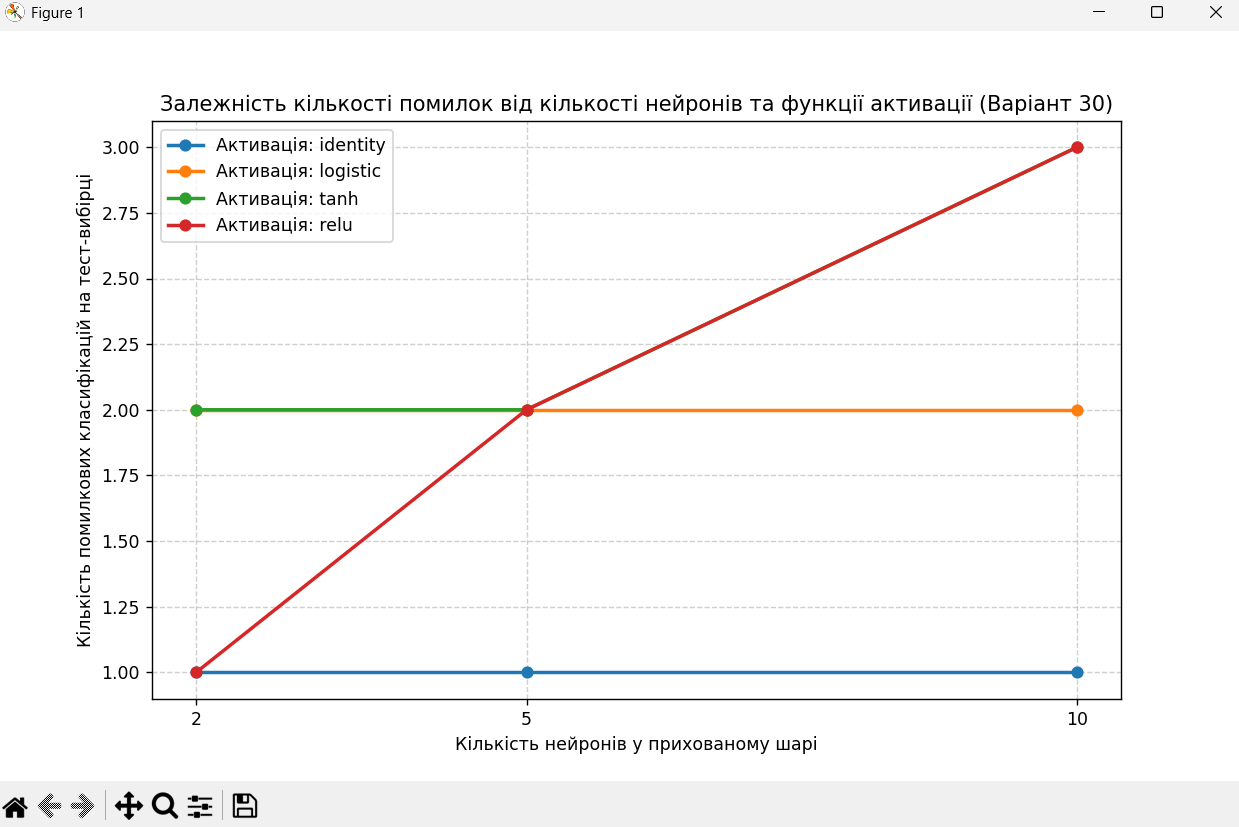 Figure 1
Залежність кількості помилок від кількості нейронів та функції активації (Варіант 30)
Активація: identity
Активація: logistic
Активація: tanh
Активація: relu
Кількість помилкових класифікацій на тест-вибірці
3.00
2.75
2.50
2.25
2.00
1.75
1.50
1.25
1.00
2 5 10
Кількість нейронів у прихованому шарі